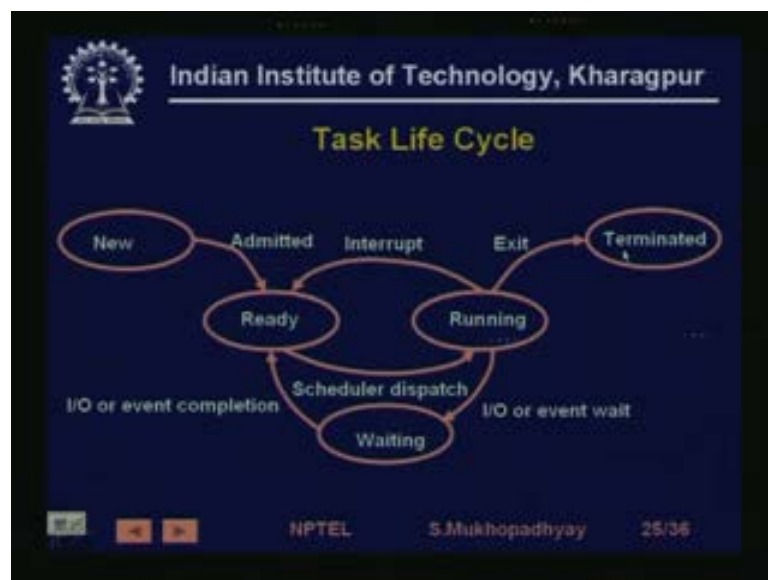 Indian Institute of Technology, Kharagpur
Task Life Cycle
New
Admitted
Interrupt
Exit
Terminated
Ready
Running
Scheduler dispatch
I/O or event completion
I/O or event wait
Waiting
NPTEL
S.Mukhopadhyay
25/36